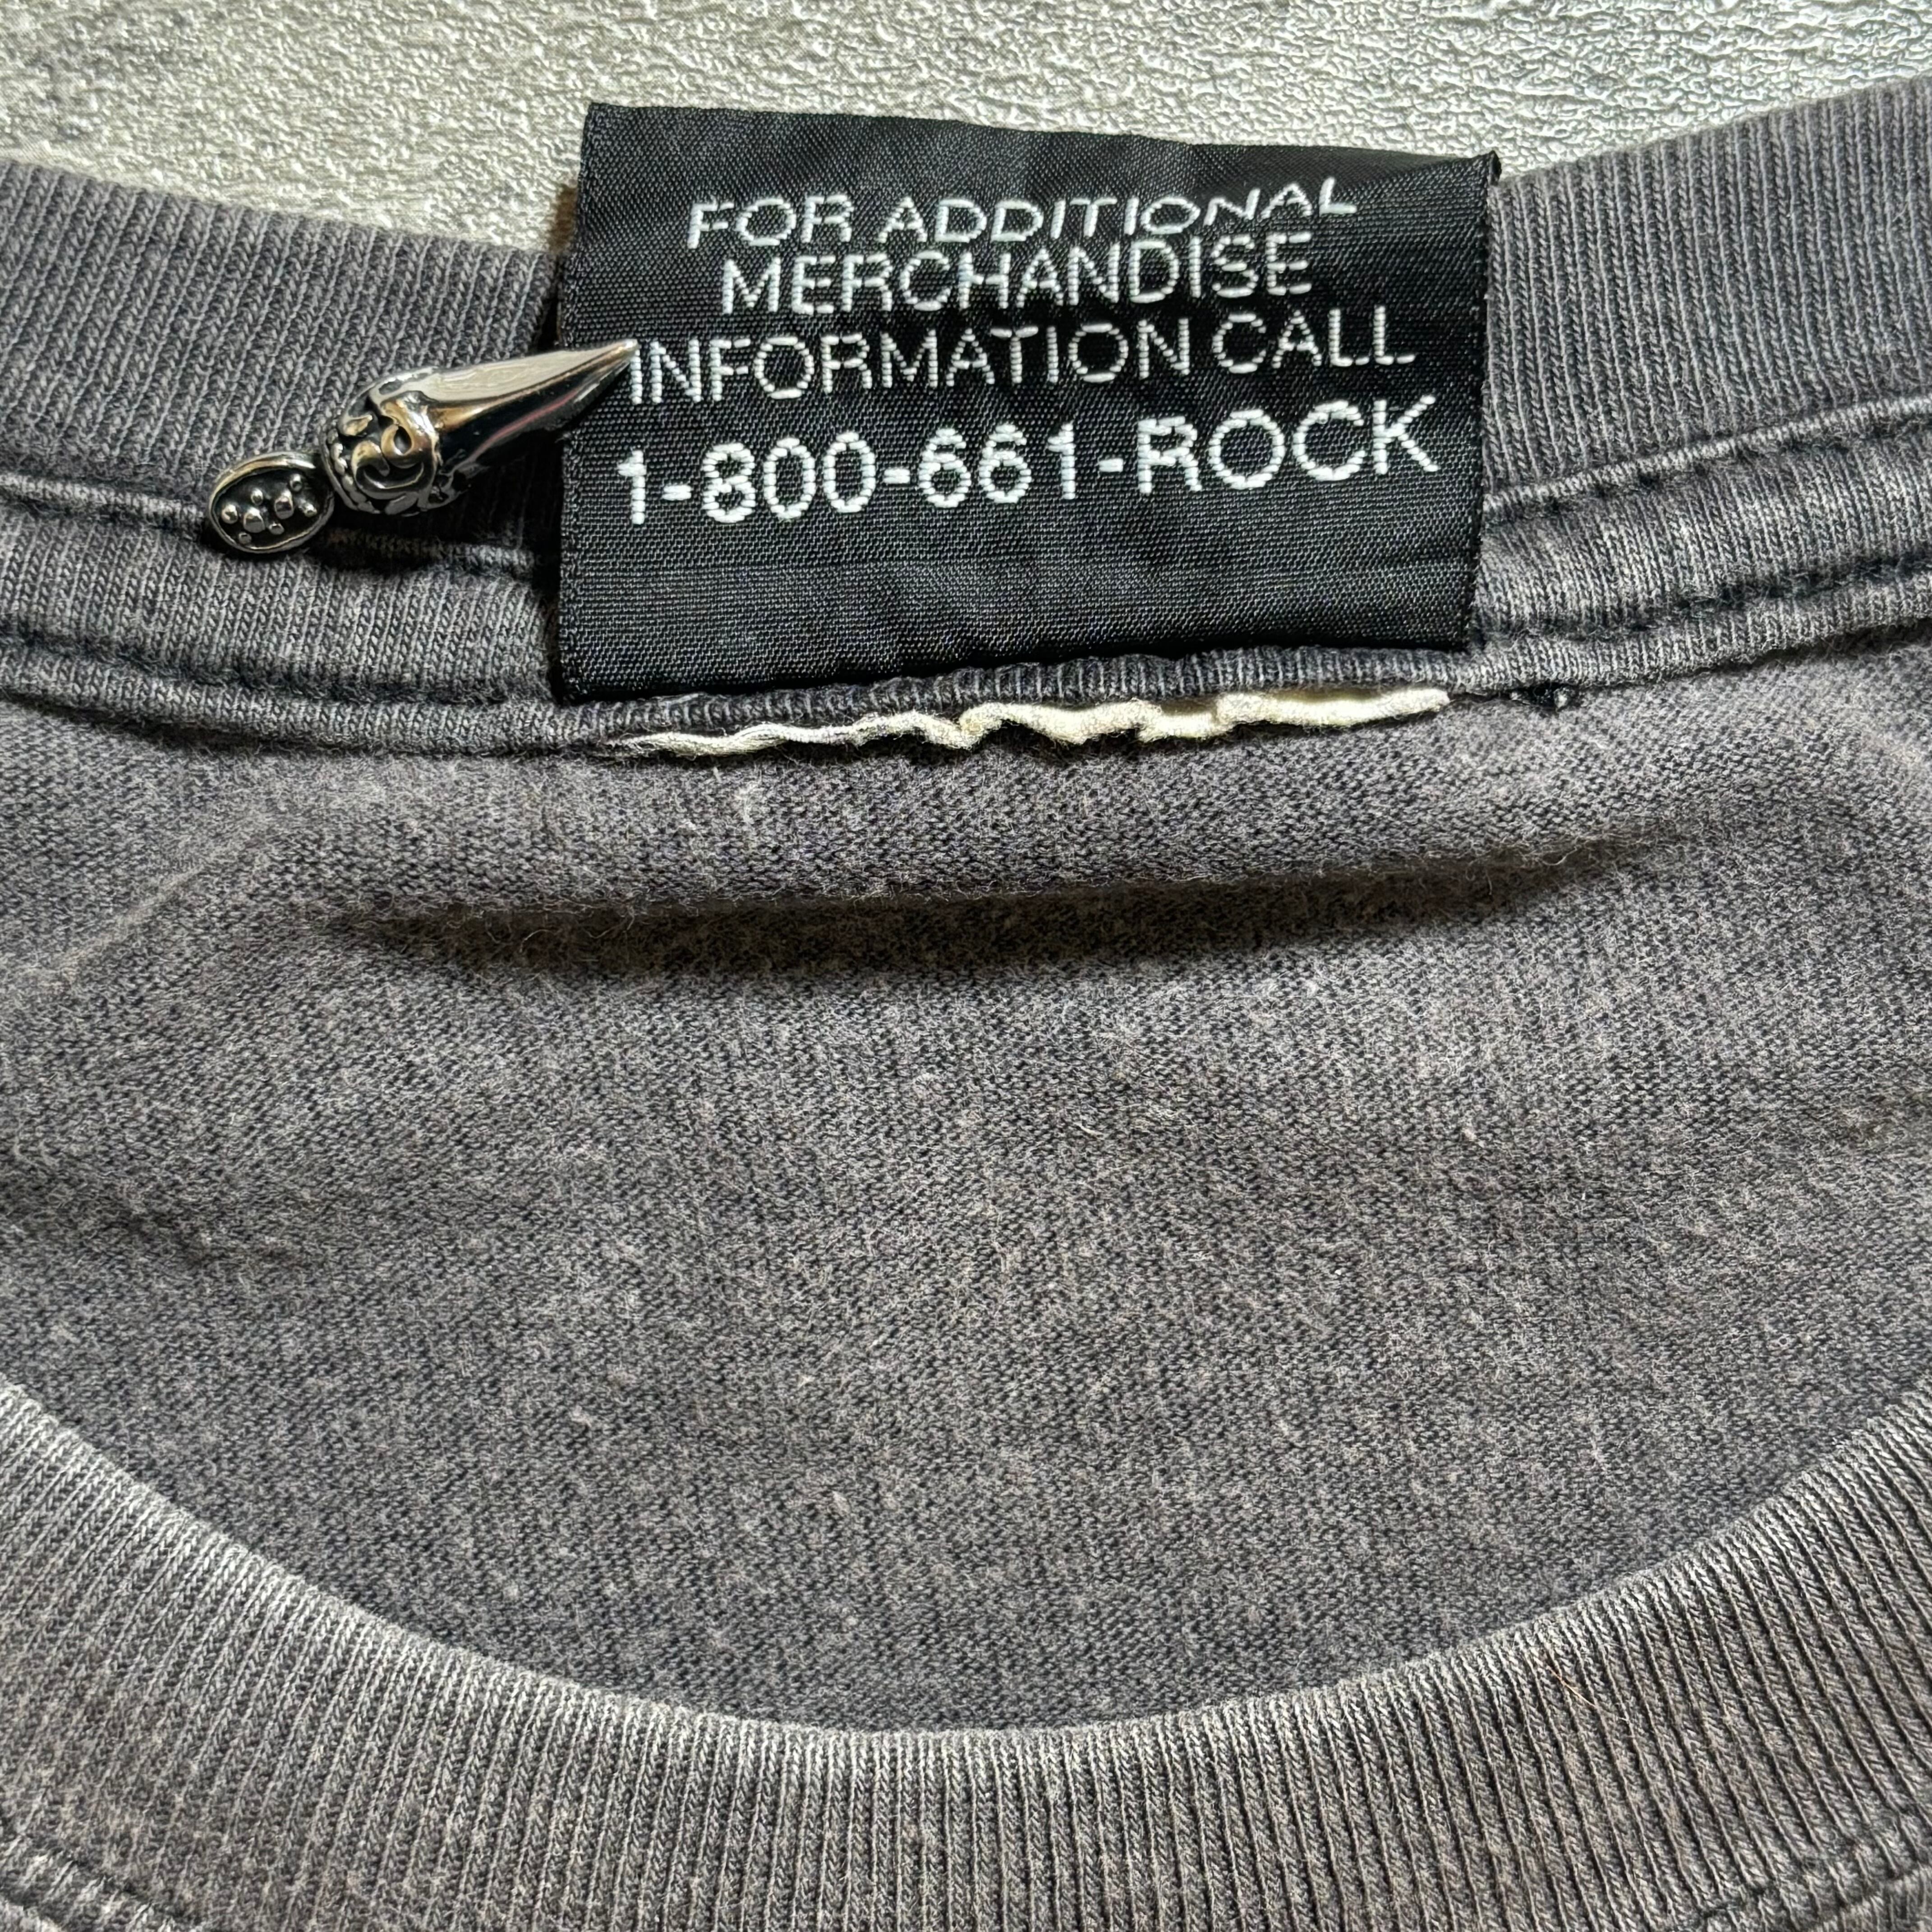 FOR ADDITIONAL
MERCHANDISE
INFORMATION CALL
1-800-661-ROCK